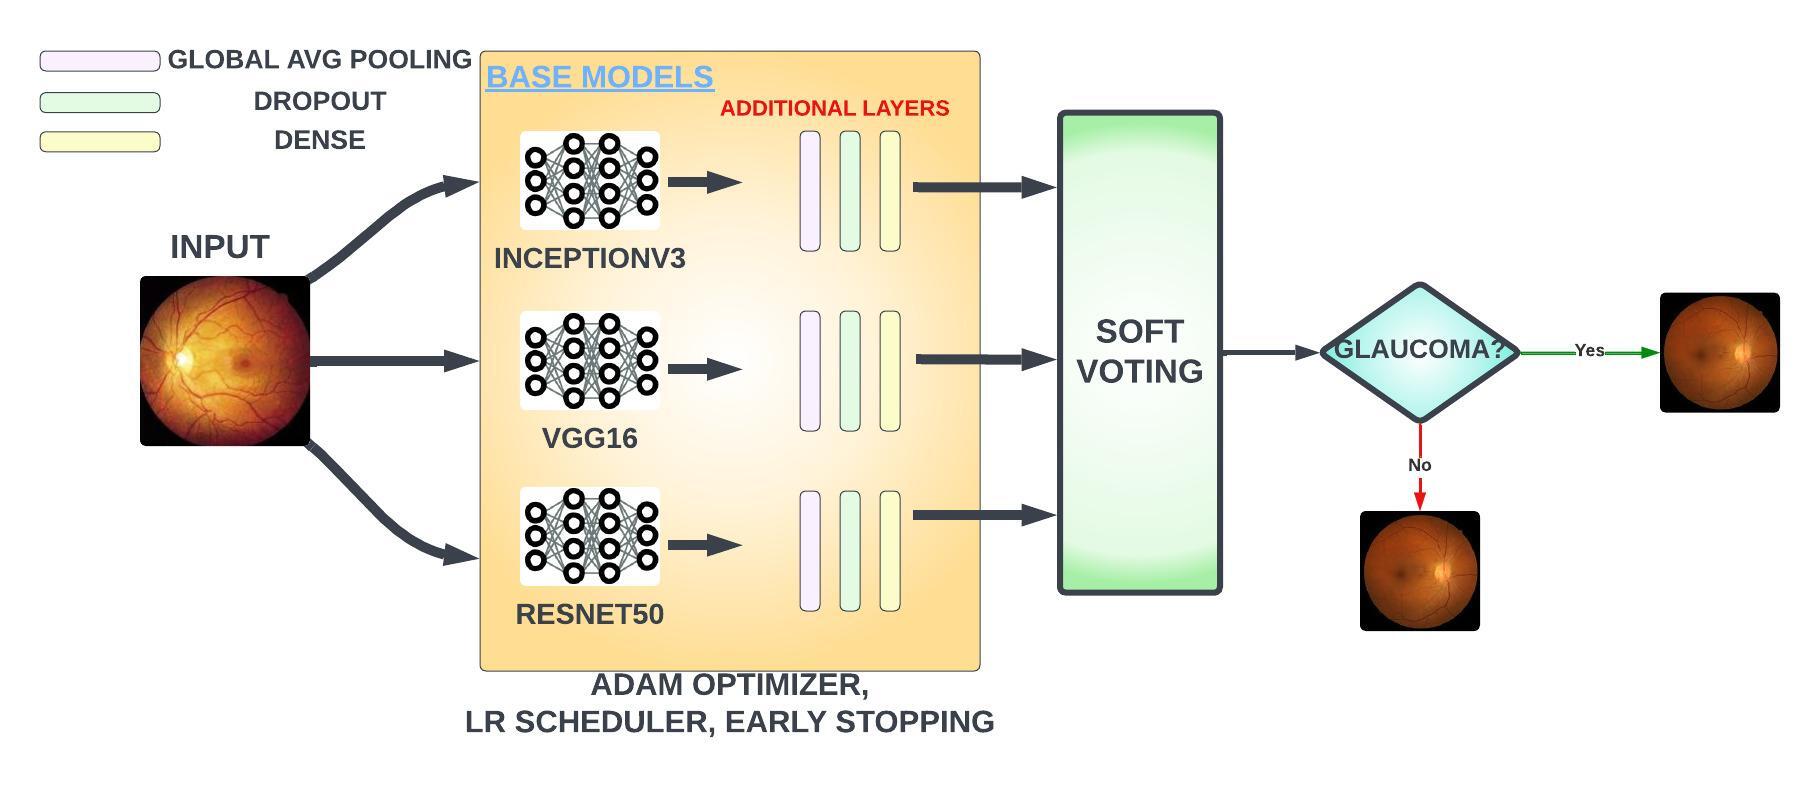 GLOBAL AVG POOLING
DROPOUT
DENSE
INPUT
BASE MODELS
ADDITIONAL LAYERS
INCEPTIONV3
VGG16
RESNET50
ADAM OPTIMIZER,
LR SCHEDULER, EARLY STOPPING
SOFT
VOTING
GLAUCOMA?
Yes
No